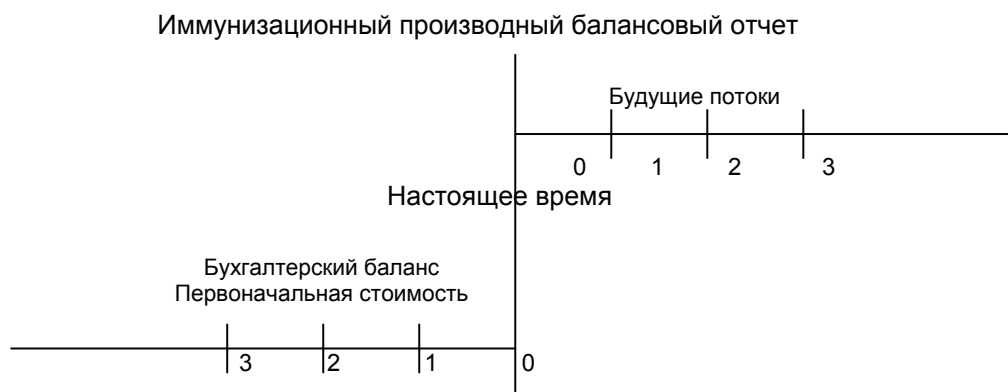 Иммунизационный производный балансовый отчет
Будущие потоки
0 1 2 3
Настоящее время
Бухгалтерский баланс
Первоначальная стоимость
3 2 1 0